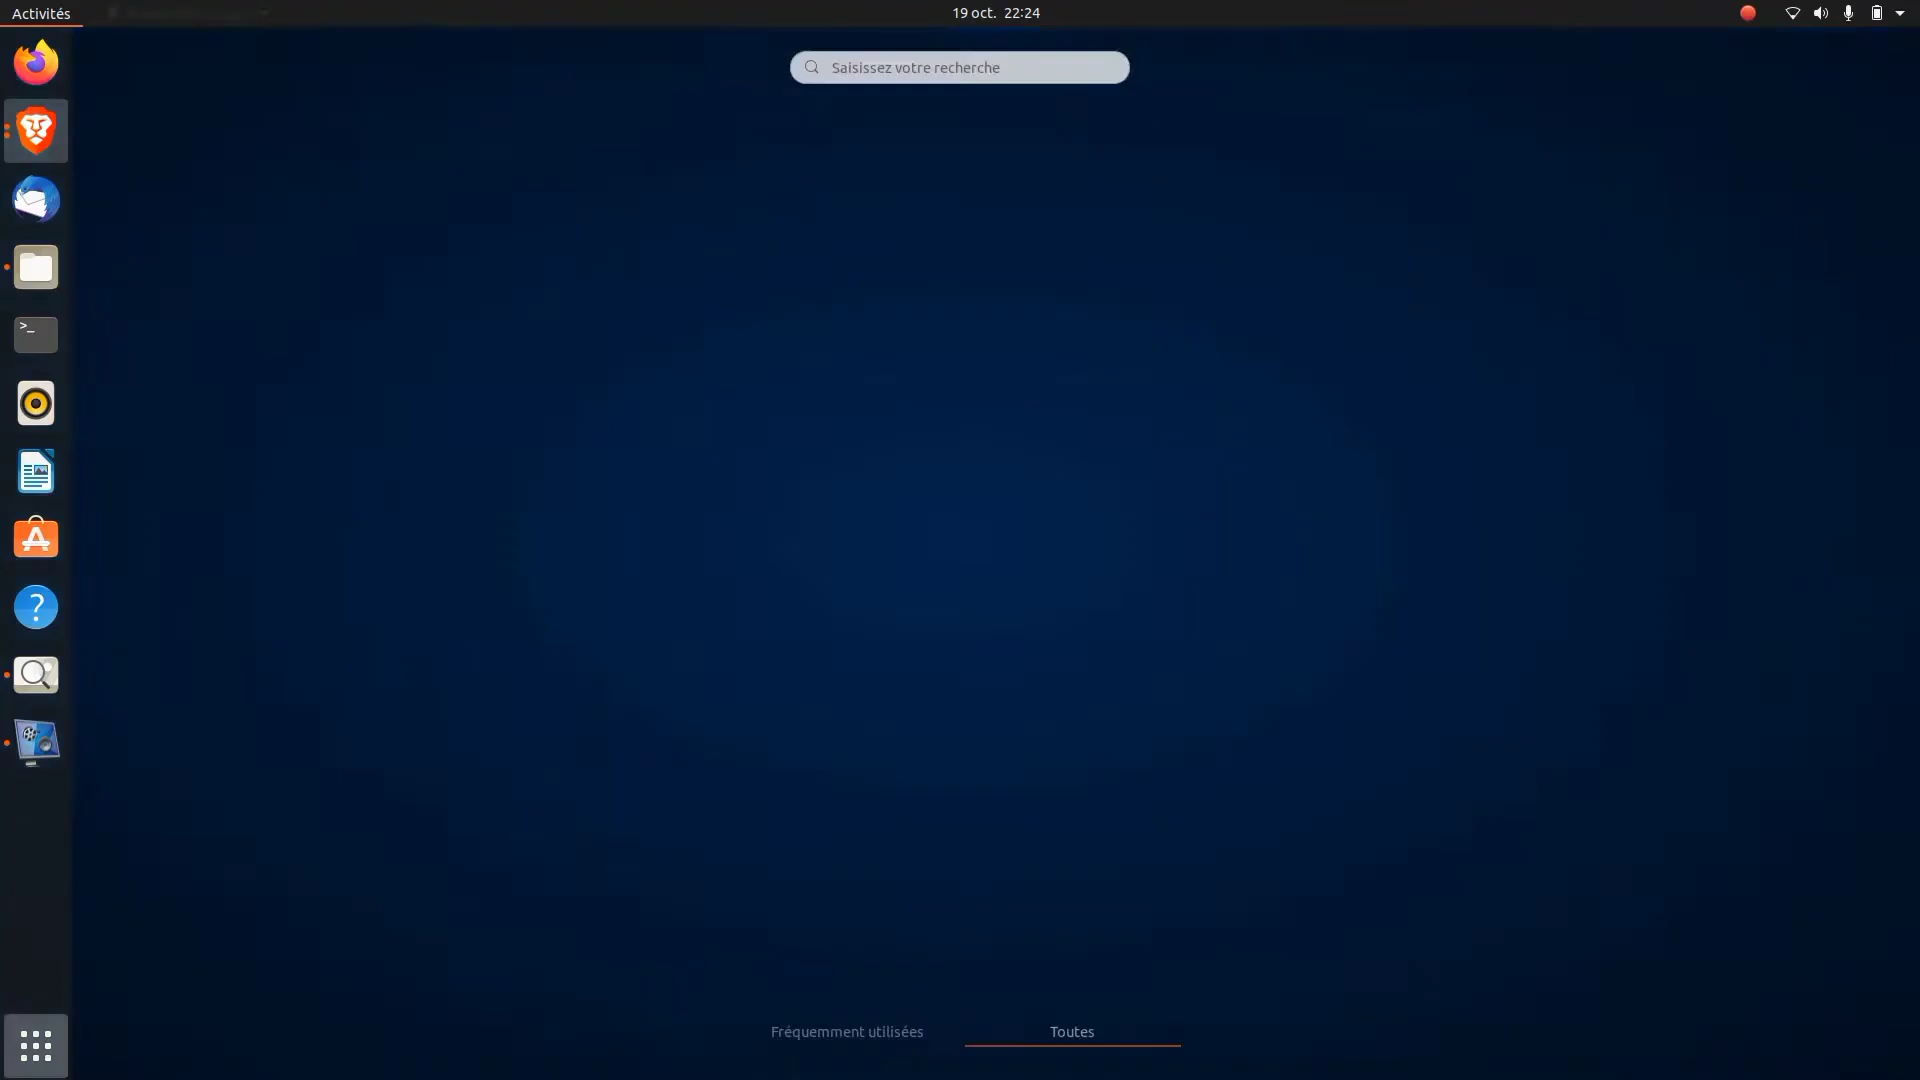 Activités
19 oct. 22:24
Saisissez votre recherche
>_
?
Fréquemment utilisées
Toutes